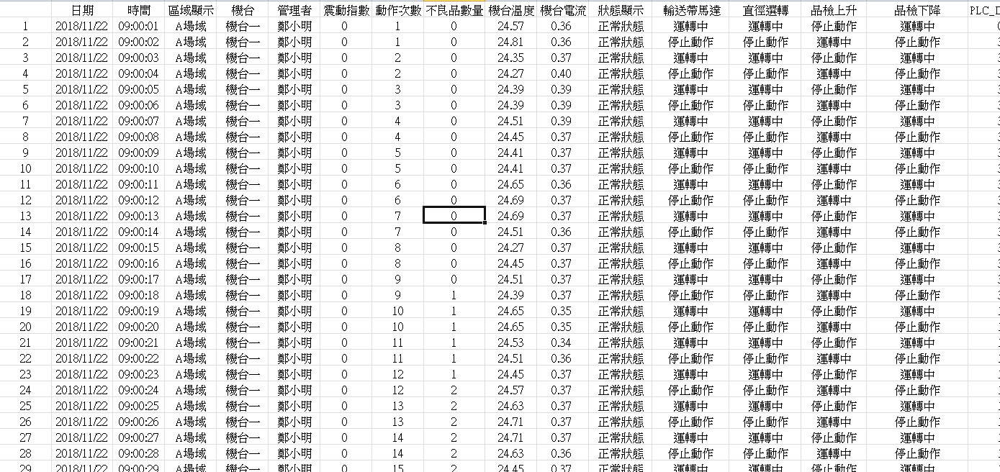 日期 時間 區域顯示 機台 管理者 震動指數 動作次數 不良品數量 機台溫度 機台電流 狀態顯示 輸送帶馬達 直徑選轉 品檢上升 品檢下降 PLC_D
1 2018/11/22 09:00:01 A場域 機台一 鄭小明 0 1 0 24.57 0.36 正常狀態 運轉中 運轉中 停止動作 運轉中
2 2018/11/22 09:00:02 A場域 機台一 鄭小明 0 1 0 24.81 0.36 正常狀態 停止動作 停止動作 運轉中 停止動作
3 2018/11/22 09:00:03 A場域 機台一 鄭小明 0 2 0 24.35 0.37 正常狀態 運轉中 運轉中 停止動作 運轉中
4 2018/11/22 09:00:04 A場域 機台一 鄭小明 0 2 0 24.27 0.40 正常狀態 停止動作 停止動作 運轉中 停止動作
5 2018/11/22 09:00:05 A場域 機台一 鄭小明 0 3 0 24.39 0.39 正常狀態 運轉中 運轉中 停止動作 運轉中
6 2018/11/22 09:00:06 A場域 機台一 鄭小明 0 3 0 24.39 0.39 正常狀態 停止動作 停止動作 運轉中 停止動作
7 2018/11/22 09:00:07 A場域 機台一 鄭小明 0 4 0 24.51 0.39 正常狀態 運轉中 運轉中 停止動作 運轉中
8 2018/11/22 09:00:08 A場域 機台一 鄭小明 0 4 0 24.45 0.37 正常狀態 停止動作 停止動作 運轉中 停止動作
9 2018/11/22 09:00:09 A場域 機台一 鄭小明 0 5 0 24.41 0.37 正常狀態 運轉中 運轉中 停止動作 運轉中
10 2018/11/22 09:00:10 A場域 機台一 鄭小明 0 5 0 24.41 0.37 正常狀態 停止動作 停止動作 運轉中 停止動作
11 2018/11/22 09:00:11 A場域 機台一 鄭小明 0 6 0 24.65 0.36 正常狀態 運轉中 運轉中 停止動作 運轉中
12 2018/11/22 09:00:12 A場域 機台一 鄭小明 0 6 0 24.69 0.37 正常狀態 停止動作 停止動作 運轉中 停止動作
13 2018/11/22 09:00:13 A場域 機台一 鄭小明 0 7 0 24.69 0.37 正常狀態 運轉中 運轉中 停止動作 運轉中
14 2018/11/22 09:00:14 A場域 機台一 鄭小明 0 7 0 24.51 0.36 正常狀態 停止動作 停止動作 運轉中 停止動作
15 2018/11/22 09:00:15 A場域 機台一 鄭小明 0 8 0 24.27 0.37 正常狀態 運轉中 運轉中 停止動作 運轉中
16 2018/11/22 09:00:16 A場域 機台一 鄭小明 0 8 0 24.45 0.37 正常狀態 停止動作 停止動作 運轉中 停止動作
17 2018/11/22 09:00:17 A場域 機台一 鄭小明 0 9 0 24.51 0.37 正常狀態 運轉中 運轉中 停止動作 運轉中
18 2018/11/22 09:00:18 A場域 機台一 鄭小明 0 9 1 24.39 0.37 正常狀態 停止動作 停止動作 運轉中 停止動作
19 2018/11/22 09:00:19 A場域 機台一 鄭小明 0 10 1 24.65 0.35 正常狀態 運轉中 運轉中 停止動作 運轉中
20 2018/11/22 09:00:20 A場域 機台一 鄭小明 0 10 1 24.65 0.35 正常狀態 停止動作 停止動作 運轉中 停止動作
21 2018/11/22 09:00:21 A場域 機台一 鄭小明 0 11 1 24.53 0.34 正常狀態 運轉中 運轉中 停止動作 運轉中
22 2018/11/22 09:00:22 A場域 機台一 鄭小明 0 11 1 24.51 0.36 正常狀態 停止動作 停止動作 運轉中 停止動作
23 2018/11/22 09:00:23 A場域 機台一 鄭小明 0 12 1 24.45 0.37 正常狀態 運轉中 運轉中 停止動作 運轉中
24 2018/11/22 09:00:24 A場域 機台一 鄭小明 0 12 2 24.57 0.37 正常狀態 停止動作 停止動作 運轉中 停止動作
25 2018/11/22 09:00:25 A場域 機台一 鄭小明 0 13 2 24.63 0.37 正常狀態 運轉中 運轉中 停止動作 運轉中
26 2018/11/22 09:00:26 A場域 機台一 鄭小明 0 13 2 24.71 0.37 正常狀態 停止動作 停止動作 運轉中 停止動作
27 2018/11/22 09:00:27 A場域 機台一 鄭小明 0 14 2 24.71 0.37 正常狀態 運轉中 運轉中 停止動作 運轉中
28 2018/11/22 09:00:28 A場域 機台一 鄭小明 0 14 2 24.63 0.36 正常狀態 停止動作 停止動作 運轉中 停止動作
29 2018/11/22 09:00:29 A場域 機台一 鄭小明 0 15 2 24.45 0.37 正常狀態 運轉中 運轉中 停止動作 運轉中